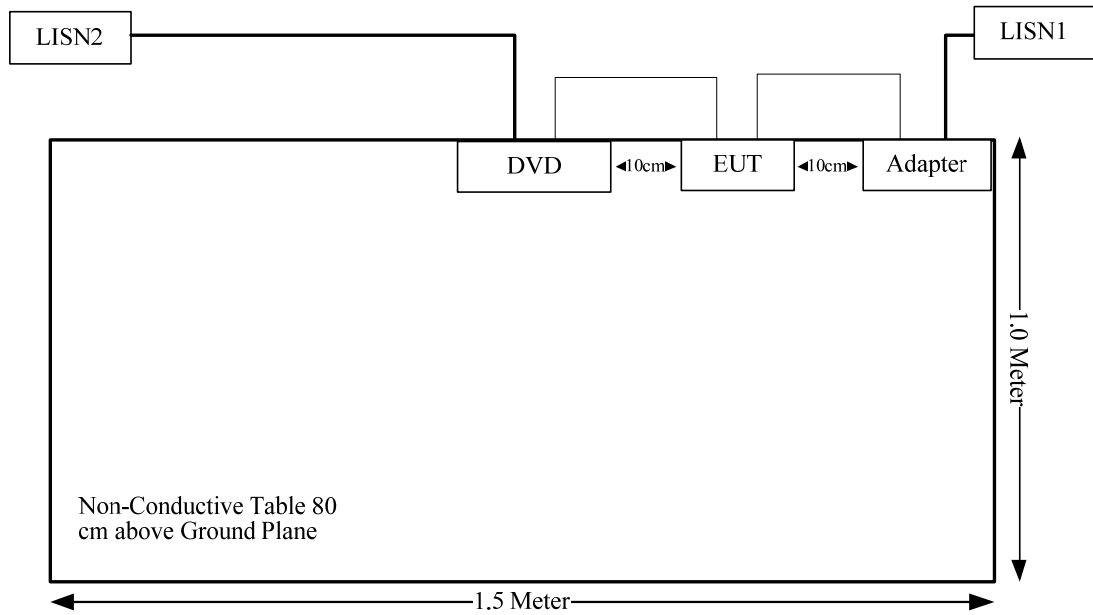 LISN2
LISN1
DVD
10cm
EUT
10cm
Adapter
1.0 Meter
Non-Conductive Table 80
cm above Ground Plane
1.5 Meter